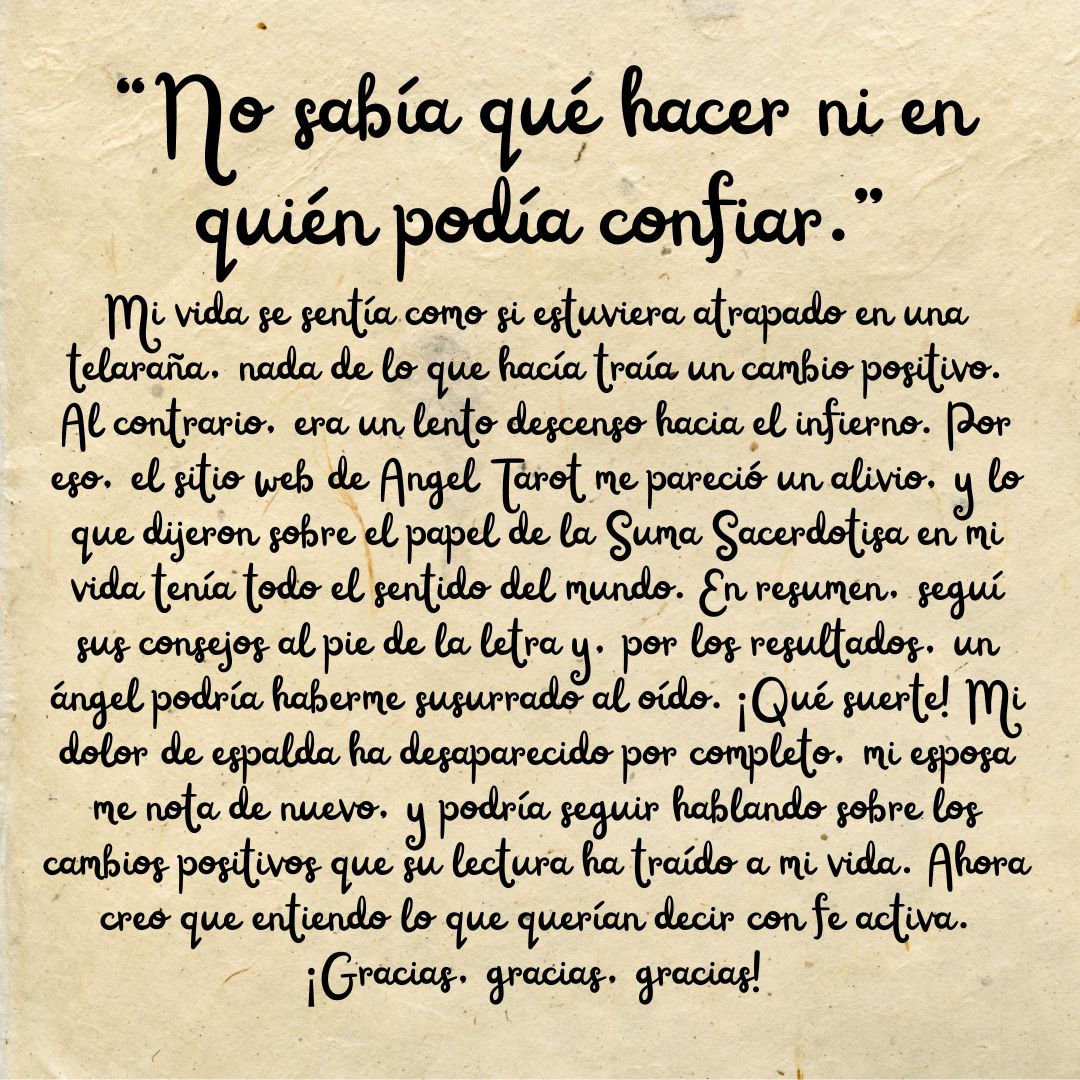 “No sabía qué hacer ni en
quién podía confiar.”
Mi vida se sentía como si estuviera atrapado en una
telaraña, nada de lo que hacía traía un cambio positivo.
Al contrario, era un lento descenso hacia el infierno. Por
eso, el sitio web de Angel Tarot me pareció un alivio, y lo
que dijeron sobre el papel de la Suma Sacerdotisa en mi
vida tenía todo el sentido del mundo. En resumen, seguí
sus consejos al pie de la letra y, por los resultados, un
ángel podría haberme susurrado al oído. ¡Qué suerte! Mi
dolor de espalda ha desaparecido por completo, mi esposa
me nota de nuevo, y podría seguir hablando sobre los
cambios positivos que su lectura ha traído a mi vida. Ahora
creo que entiendo lo que querían decir con fe activa.
¡Gracias, gracias, gracias!